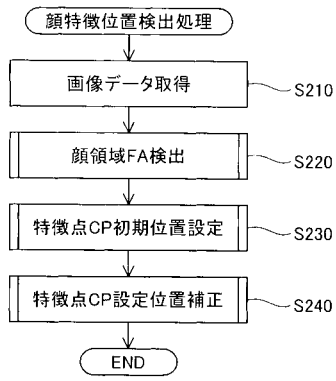 顔特徴位置検出処理
画像データ取得
S210
顔領域FA検出
S220
特徴点CP初期位置設定
S230
特徴点CP設定位置補正
S240
END